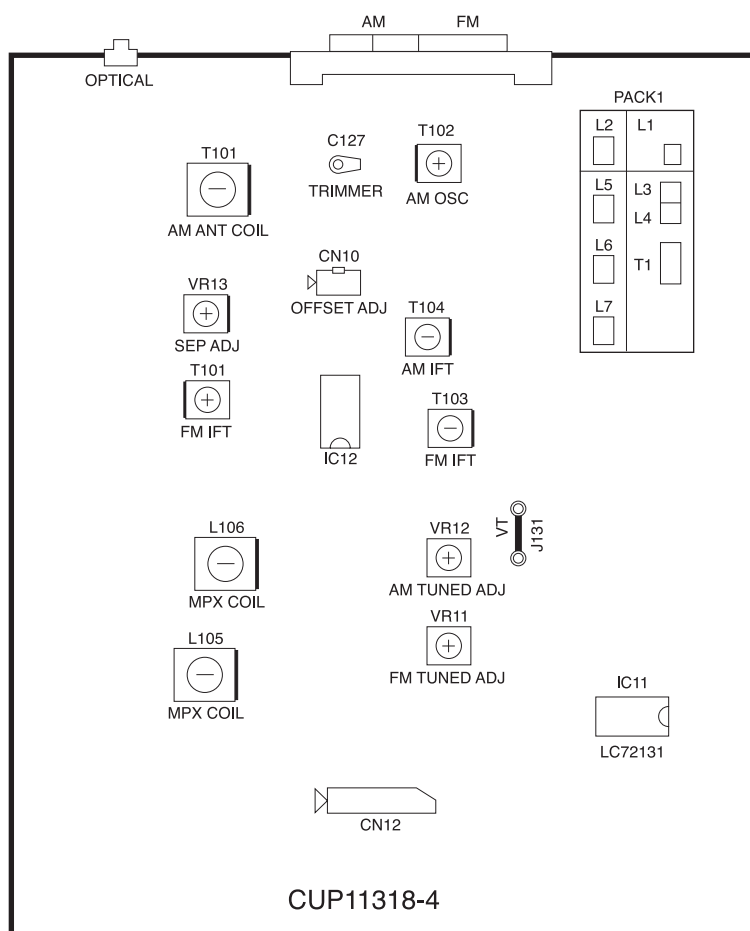 AM FM
OPTICAL
PACK1
L2 L1
L5 L3
L4
L6 T1
L7
T101
AM ANT COIL
C127
TRIMMER
T102
AM OSC
CN10
OFFSET ADJ
VR13
SEP ADJ
T104
AM IFT
T101
FM IFT
IC12
T103
FM IFT
VT
J131
L106
MPX COIL
VR12
AM TUNED ADJ
L105
MPX COIL
VR11
FM TUNED ADJ
IC11
LC72131
CN12
CUP11318-4